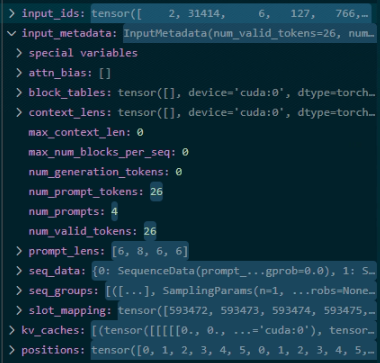 input_ids: tensor([ 2, 31414, 6, 127, 766,...
input_metadata: InputMetadata(num_valid_tokens=26, num...
special variables
attn_bias: []
block_tables: tensor([], device='cuda:0', dtype=torch...
context_lens: tensor([], device='cuda:0', dtype=torch...
max_context_len: 0
max_num_blocks_per_seq: 0
num_generation_tokens: 0
num_prompt_tokens: 26
num_prompts: 4
num_valid_tokens: 26
prompt_lens: [6, 8, 6, 6]
seq_data: {0: SequenceData(prompt_...gprob=0.0), 1: S...
seq_groups: [([...], SamplingParams(n=1, ...robs=None...
slot_mapping: tensor([593472, 593473, 593474, 593475,...
kv_caches: [(tensor([[[[[[0., 0., ...='cuda:0'), tensor...
positions: tensor([0, 1, 2, 3, 4, 5, 0, 1, 2, 3, 4, 5,...